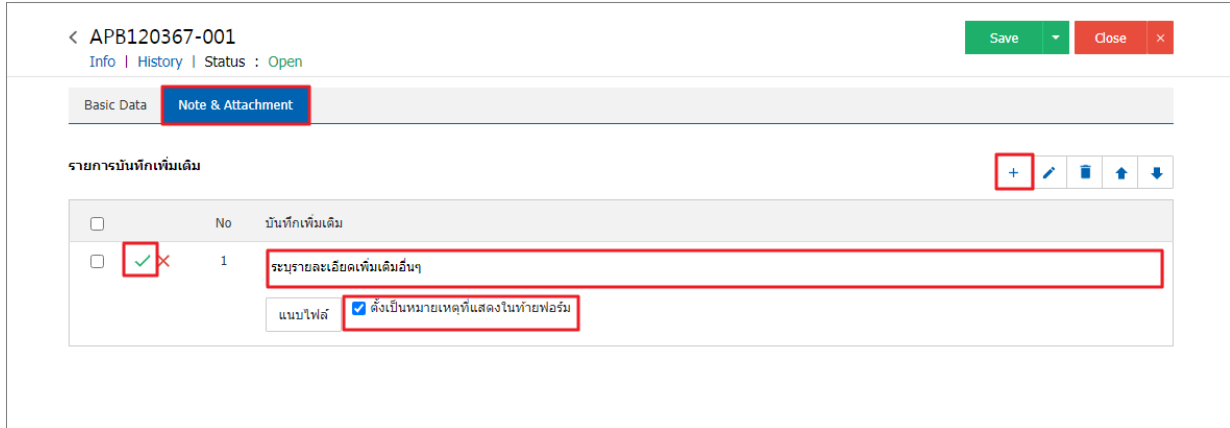 APB120367-001
Save
Close ×
Info | History | Status : Open
Basic Data
Note & Attachment
รายการบันทึกเพิ่มเติม
No
บันทึกเพิ่มเติม
1
ระบุรายละเอียดเพิ่มเติมอื่นๆ
แนบไฟล์
ตั้งเป็นหมายเหตุที่แสดงในท้ายฟอร์ม